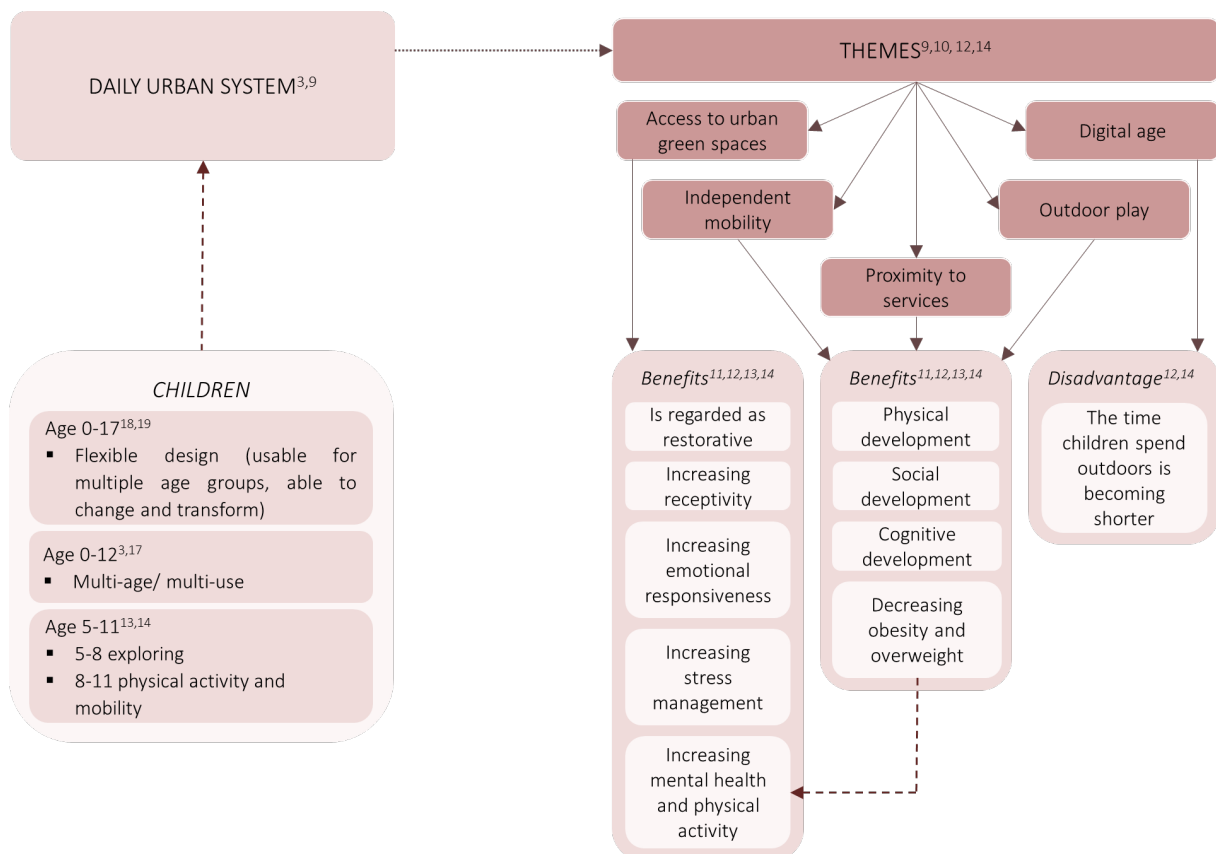 DAILY URBAN SYSTEM3,9
CHILDREN
Age 0-1718,19
▪ Flexible design (usable for
multiple age groups, able to
change and transform)
Age 0-123,17
▪ Multi-age/ multi-use
Age 5-1113,14
▪ 5-8 exploring
▪ 8-11 physical activity and
mobility
THEMES9,10, 12,14
Access to urban
green spaces
Digital age
Independent
mobility
Outdoor play
Proximity to
services
Benefits11,12,13,14
Is regarded as
restorative
Increasing
receptivity
Increasing
emotional
responsiveness
Increasing
stress
management
Increasing
mental health
and physical
activity
Benefits11,12,13,14
Physical
development
Social
development
Cognitive
development
Decreasing
obesity and
overweight
Disadvantage12,14
The time
children spend
outdoors is
becoming
shorter